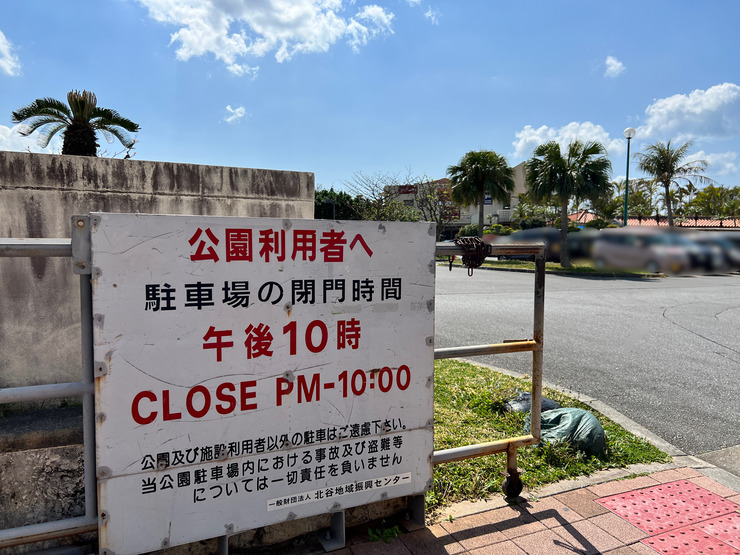 公園利用者へ
駐車場の閉門時間
午後10時
CLOSE PM-10:00
公園及び施設利用者以外の駐車はご遠慮下さい。
当公園駐車場内における事故及び盗難等
については一切責任を負いません
一般財団法人 北谷地域振興センター